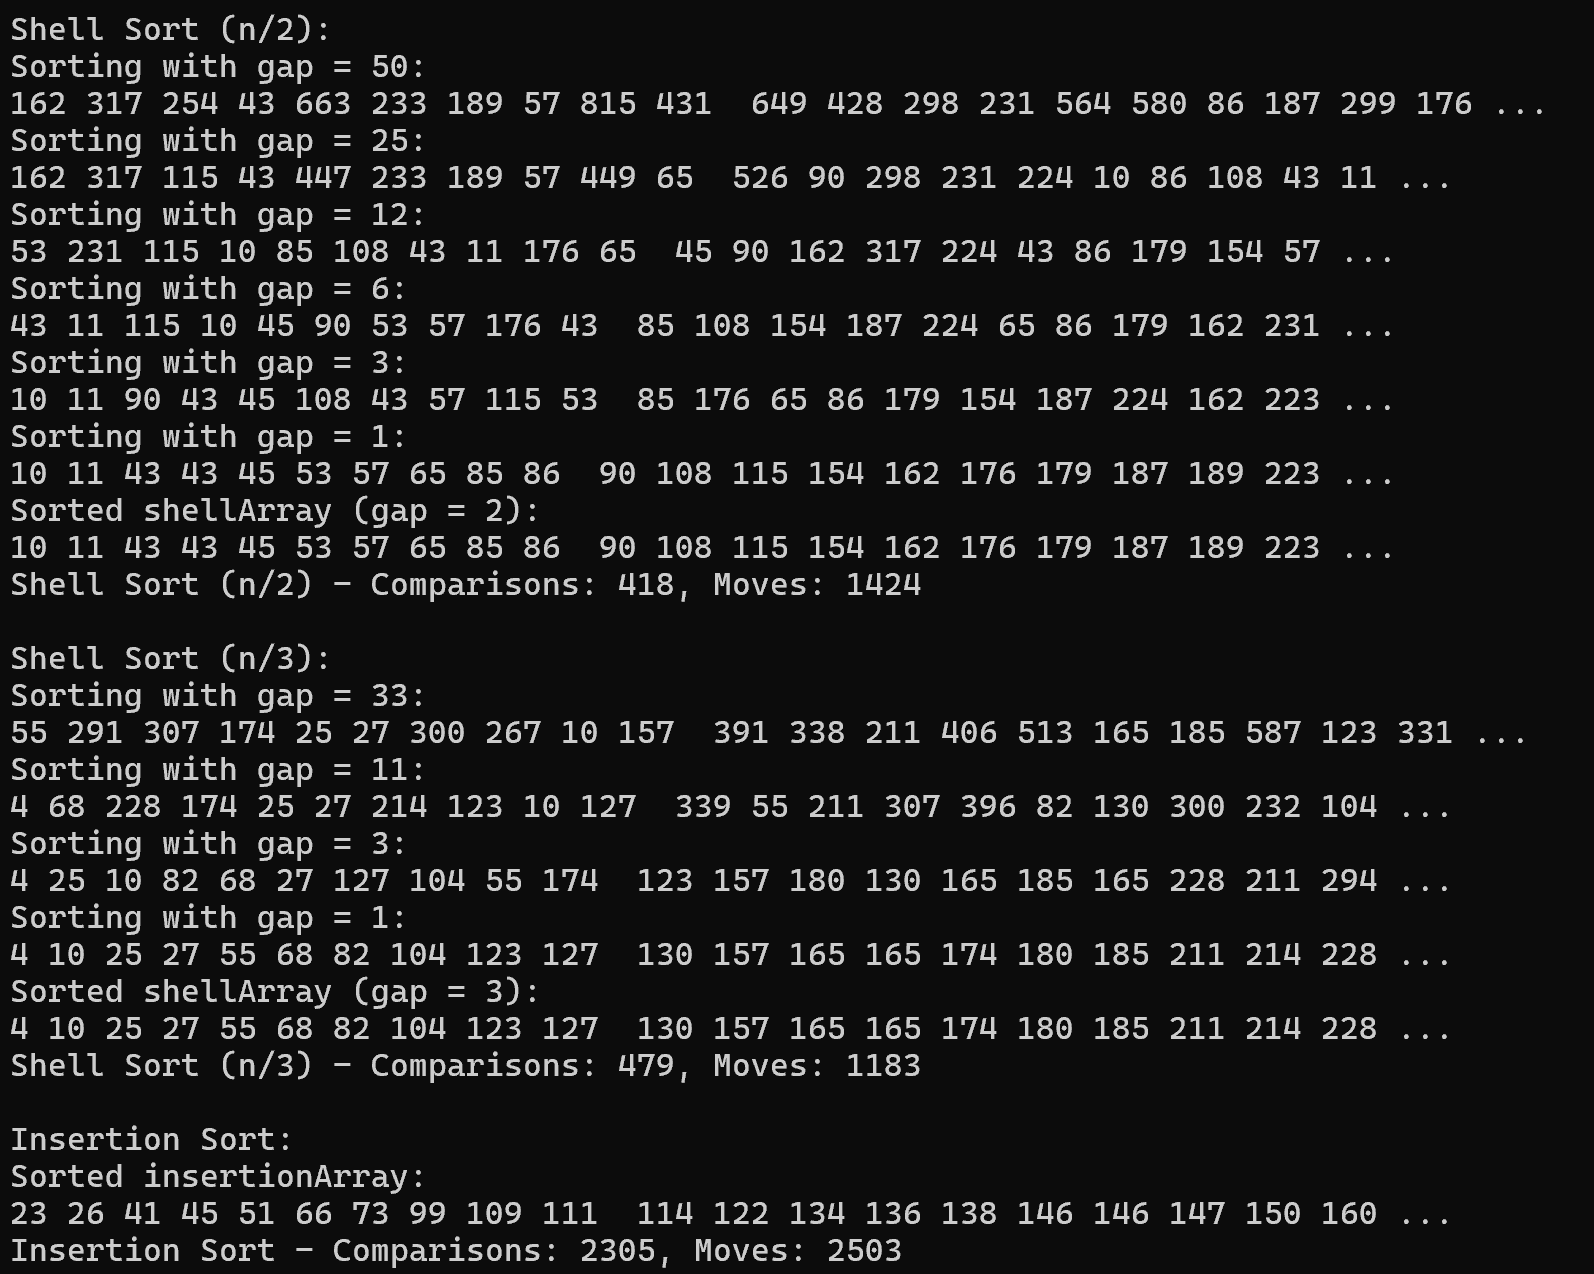 Shell Sort (n/2):
Sorting with gap = 50:
162 317 254 43 663 233 189 57 815 431  649 428 298 231 564 580 86 187 299 176 ...
Sorting with gap = 25:
162 317 115 43 447 233 189 57 449 65  526 90 298 231 224 10 86 108 43 11 ...
Sorting with gap = 12:
53 231 115 10 85 108 43 11 176 65  45 90 162 317 224 43 86 179 154 57 ...
Sorting with gap = 6:
43 11 115 10 45 90 53 57 176 43  85 108 154 187 224 65 86 179 162 231 ...
Sorting with gap = 3:
10 11 90 43 45 108 43 57 115 53  85 176 65 86 179 154 187 224 162 223 ...
Sorting with gap = 1:
10 11 43 43 45 53 57 65 85 86  90 108 115 154 162 176 179 187 189 223 ...
Sorted shellArray (gap = 2):
10 11 43 43 45 53 57 65 85 86  90 108 115 154 162 176 179 187 189 223 ...
Shell Sort (n/2) - Comparisons: 418, Moves: 1424

Shell Sort (n/3):
Sorting with gap = 33:
55 291 307 174 25 27 300 267 10 157  391 338 211 406 513 165 185 587 123 331 ...
Sorting with gap = 11:
4 68 228 174 25 27 214 123 10 127  339 55 211 307 396 82 130 300 232 104 ...
Sorting with gap = 3:
4 25 10 82 68 27 127 104 55 174  123 157 180 130 165 185 165 228 211 294 ...
Sorting with gap = 1:
4 10 25 27 55 68 82 104 123 127  130 157 165 165 174 180 185 211 214 228 ...
Sorted shellArray (gap = 3):
4 10 25 27 55 68 82 104 123 127  130 157 165 165 174 180 185 211 214 228 ...
Shell Sort (n/3) - Comparisons: 479, Moves: 1183

Insertion Sort:
Sorted insertionArray:
23 26 41 45 51 66 73 99 109 111  114 122 134 136 138 146 146 147 150 160 ...
Insertion Sort - Comparisons: 2305, Moves: 2503